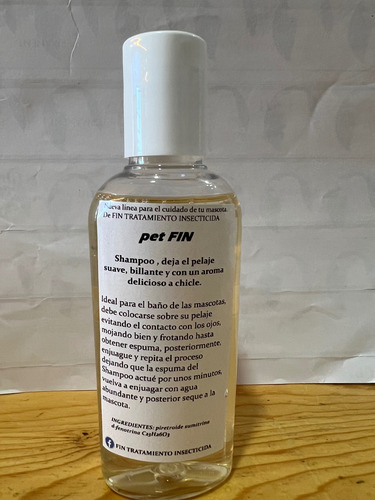 Nueva linea para el cuidado de tu mascota.
De FIN TRATAMIENTO INSECTICIDA
pet FIN
Shampoo , deja el pelaje
suave, billante y con un aroma
delicioso a chicle.
Ideal para el baño de las mascotas,
debe colocarse sobre su pelaje
evitando el contacto con los ojos,
mojando bien y frotando hasta
obtener espuma, posteriormente,
enjuague y repita el proceso
dejando que la espuma del
Shampoo actué por unos minutos,
vuelva a enjuagar con agua
abundante y posterior seque a la
mascota.
INGREDIENTES: piretroide sumitrina
d-fenotrina C23H26O3
FIN TRATAMIENTO INSECTICIDA